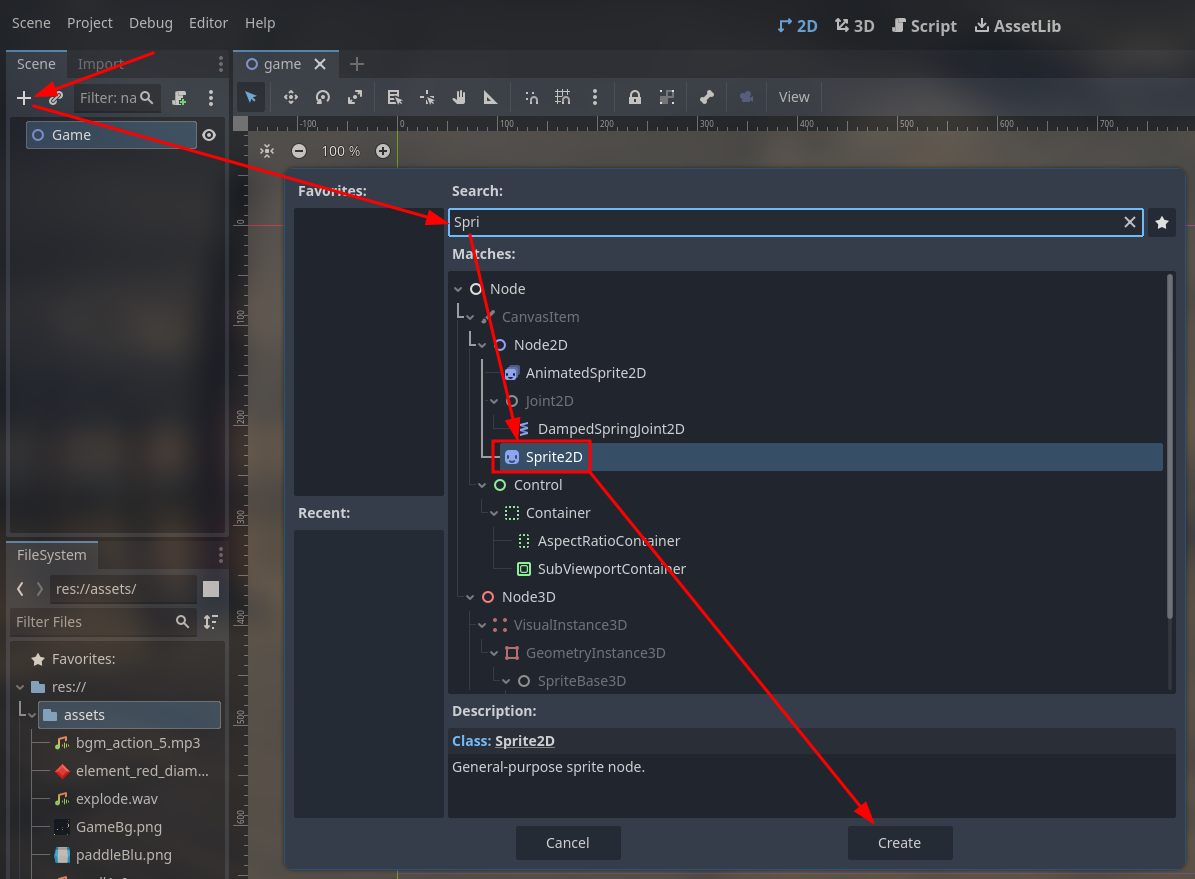 Scene Project Debug Editor Help
2D 3D Script AssetLib
Scene Import
game
Filter: na
View
Game
-100 0 100 200 300 400 500 600 700
100 %
0
100
200
300
400
500
600
Favorites:
Search:
Spri
Matches:
Node
CanvasItem
Node2D
AnimatedSprite2D
Joint2D
DampedSpringJoint2D
Sprite2D
Control
Container
AspectRatioContainer
SubViewportContainer
Node3D
VisualInstance3D
GeometryInstance3D
SpriteBase3D
Recent:
Description:
Class: Sprite2D
General-purpose sprite node.
Cancel Create
FileSystem
res://assets/
Filter Files
Favorites:
res://
assets
bgm_action_5.mp3
element_red_diam...
explode.wav
GameBg.png
paddleBlu.png